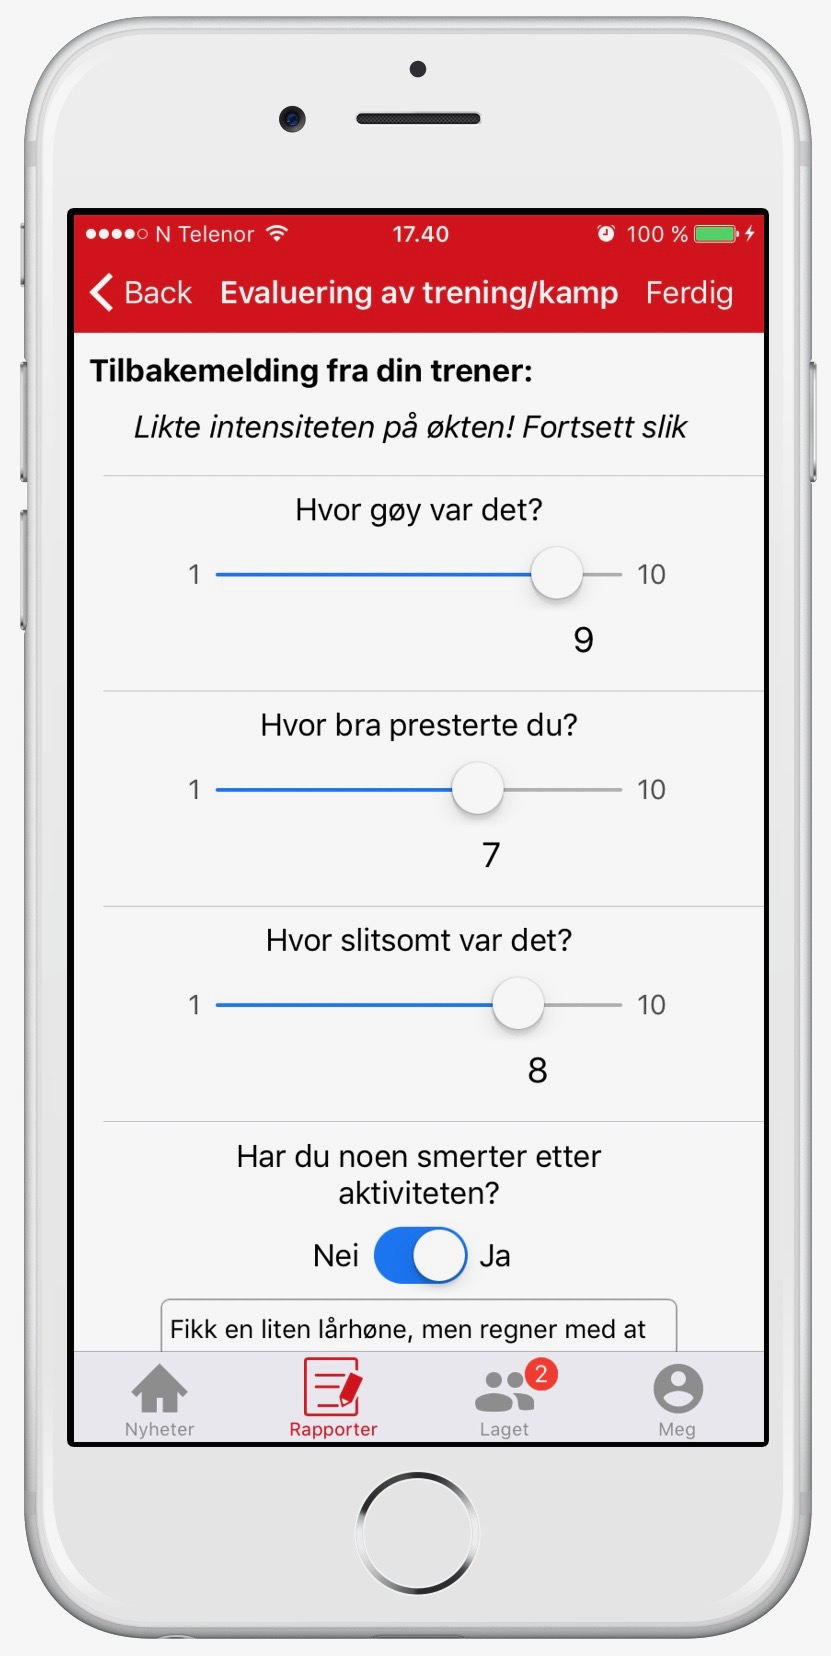 N Telenor 17.40 100 %
Back Evaluering av trening/kamp Ferdig
Tilbakemelding fra din trener:
Likte intensiteten på økten! Fortsett slik
Hvor gøy var det?
1 10
9
Hvor bra presterte du?
1 10
7
Hvor slitsomt var det?
1 10
8
Har du noen smerter etter
aktiviteten?
Nei Ja
Fikk en liten lårhøne, men regner med at
2
Nyheter Rapporter Laget Meg